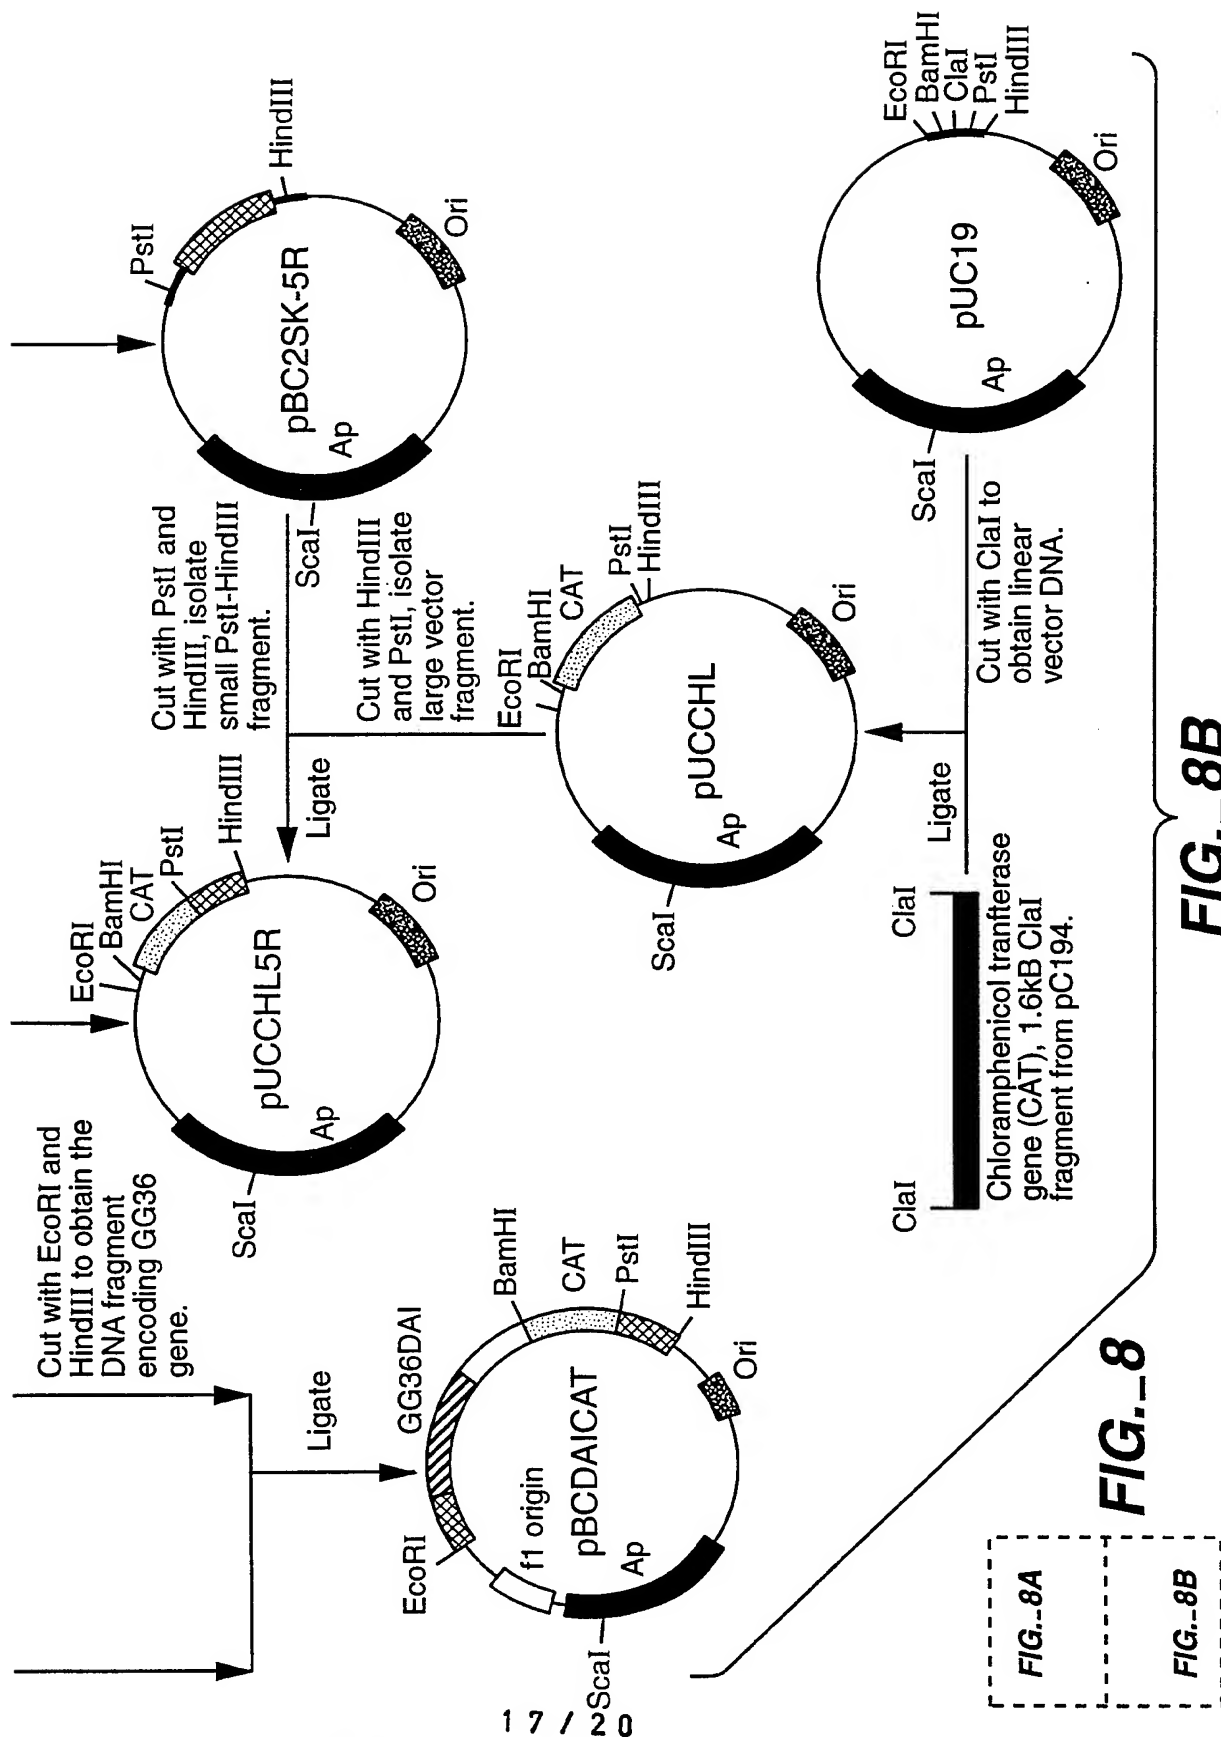 Cut with EcoRI and
HindIII to obtain the
DNA fragment
encoding GG36
gene.
Ligate
EcoRI
GG36DAI
BamHI
CAT
PstI
HindIII
Ori
f1 origin
pBCDAICAT
Ap
ScaI
EcoRI
BamHI
CAT
PstI
HindIII
pUCCHL5R
Ori
Ap
ScaI
Ligate
Cut with PstI and
HindIII, isolate
small PstI-HindIII
fragment.
Cut with HindIII
and PstI, isolate
large vector
fragment.
PstI
HindIII
pBC2SK-5R
Ori
Ap
ScaI
EcoRI
BamHI
CAT
PstI
HindIII
pUCCHL
Ori
Ap
ScaI
ClaI
ClaI
Chloramphenicol tranfterase
gene (CAT), 1.6kB ClaI
fragment from pC194.
Ligate
Cut with ClaI to
obtain linear
vector DNA.
EcoRI
BamHI
ClaI
PstI
HindIII
pUC19
Ori
Ap
ScaI
FIG._8A
FIG._8B
FIG._8
FIG._8B
17/20